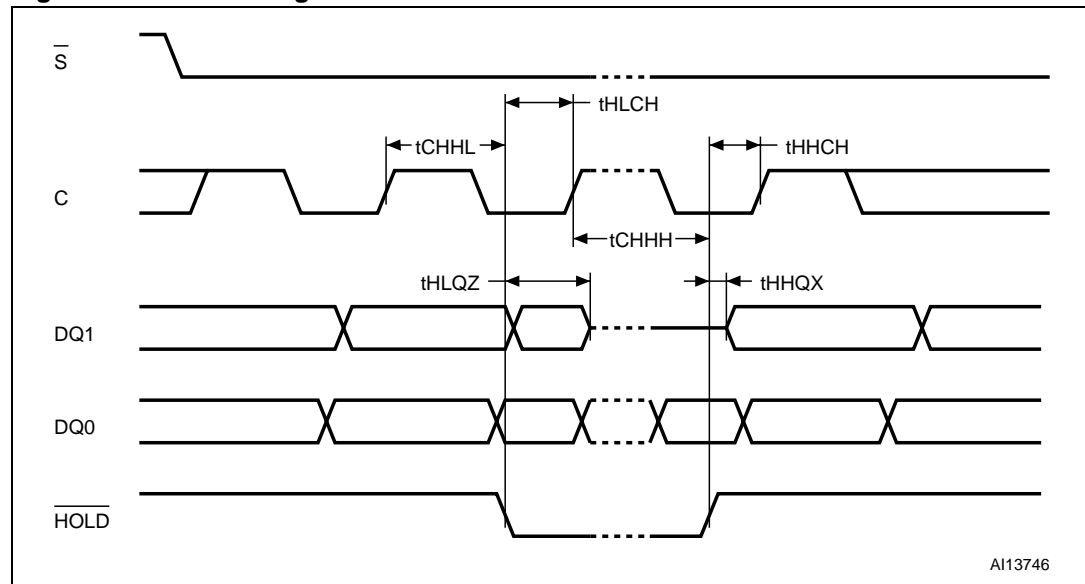 S
tHLCH
tCHHL
tHHCH
C
tCHHH
tHLQZ
tHHQX
DQ1
DQ0
HOLD
AI13746